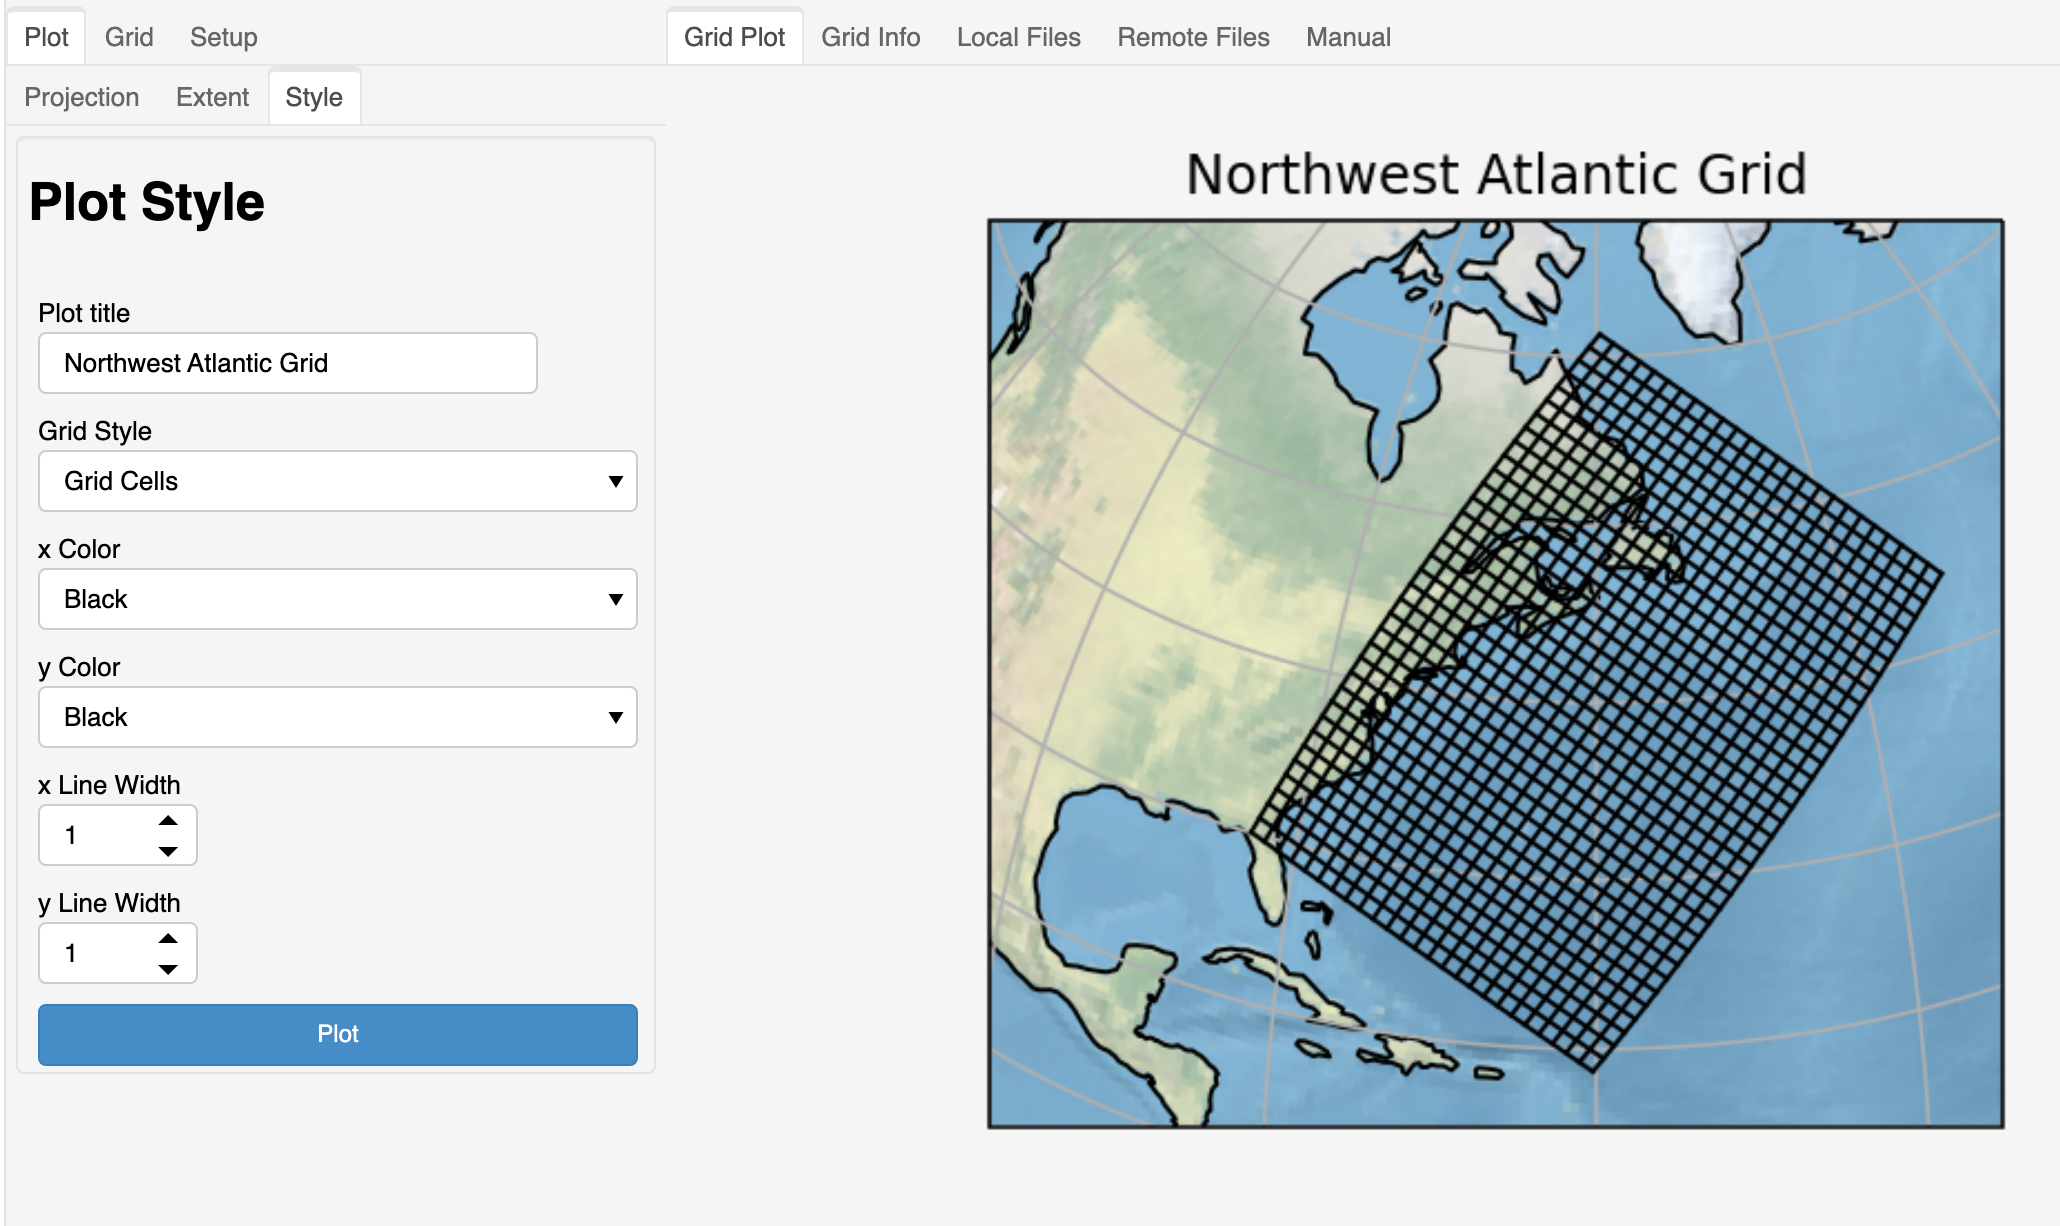 Plot Grid Setup
Grid Plot Grid Info Local Files Remote Files Manual
Projection Extent Style
Plot Style
Plot title
Northwest Atlantic Grid
Grid Style
Grid Cells
x Color
Black
y Color
Black
x Line Width
1
y Line Width
1
Plot
Northwest Atlantic Grid